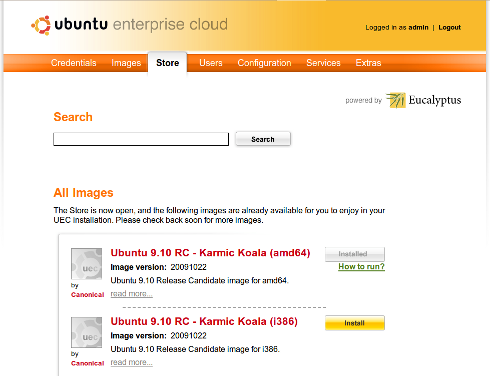 ubuntu enterprise cloud
Logged in as admin | Logout
Credentials Images Store Users Configuration Services Extras
powered by Eucalyptus
Search
Search
All Images
The Store is now open, and the following images are already available for you to enjoy in your
UEC Installation. Please check back soon for more images.
uec
by
Canonical
Ubuntu 9.10 RC - Karmic Koala (amd64)
Image version: 20091022
Ubuntu 9.10 Release Candidate image for amd64.
read more...
Installed
How to run?
uec
by
Canonical
Ubuntu 9.10 RC - Karmic Koala (i386)
Image version: 20091022
Ubuntu 9.10 Release Candidate image for i386.
read more...
Install